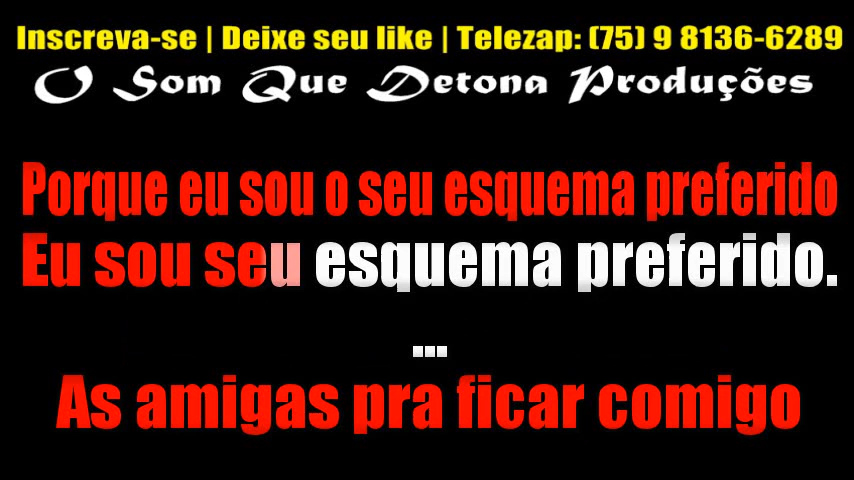 Inscreva-se | Deixe seu like | Telezap: (75) 9 8136-6289
O Som Que Detona Produções
Porque eu sou o seu esquema preferido
Eu sou seu esquema preferido.
...
As amigas pra ficar comigo